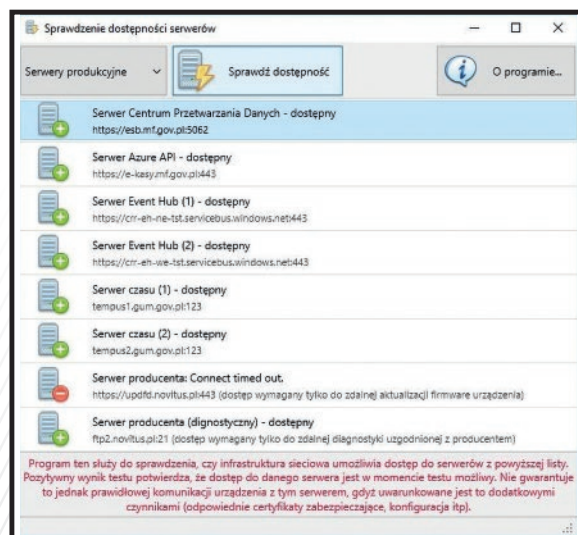 Sprawdzenie dostępności serwerów
Serwery produkcyjne
Sprawdź dostępność
O programie...
Serwer Centrum Przetwarzania Danych - dostępny
https://esb.mf.gov.pl:5062
Serwer Azure API - dostępny
https://e-kasy.mf.gov.pl:443
Serwer Event Hub (1) - dostępny
https://crr-eh-ne-tst.servicebus.windows.net:443
Serwer Event Hub (2) - dostępny
https://crr-eh-we-tst.servicebus.windows.net:443
Serwer czasu (1) - dostępny
tempus1.gum.gov.pl:123
Serwer czasu (2) - dostępny
tempus2.gum.gov.pl:123
Serwer producenta: Connect timed out.
https://updfd.novitus.pl:443 (dostęp wymagany tylko do zdalnej aktualizacji firmware urządzenia)
Serwer producenta (dignostyczny) - dostępny
ftp2.novitus.pl:21 (dostęp wymagany tylko do zdalnej diagnostyki uzgodnionej z producentem)
Program ten służy do sprawdzenia, czy infrastruktura sieciowa umożliwia dostęp do serwerów z powyższej listy.
Pozytywny wynik testu potwierdza, że dostęp do danego serwera jest w momencie testu możliwy. Nie gwarantuje
to jednak prawidłowej komunikacji urządzenia z tym serwerem, gdyż uwarunkowane jest to dodatkowymi
czynnikami (odpowiednie certyfikaty zabezpieczające, konfiguracja itp).